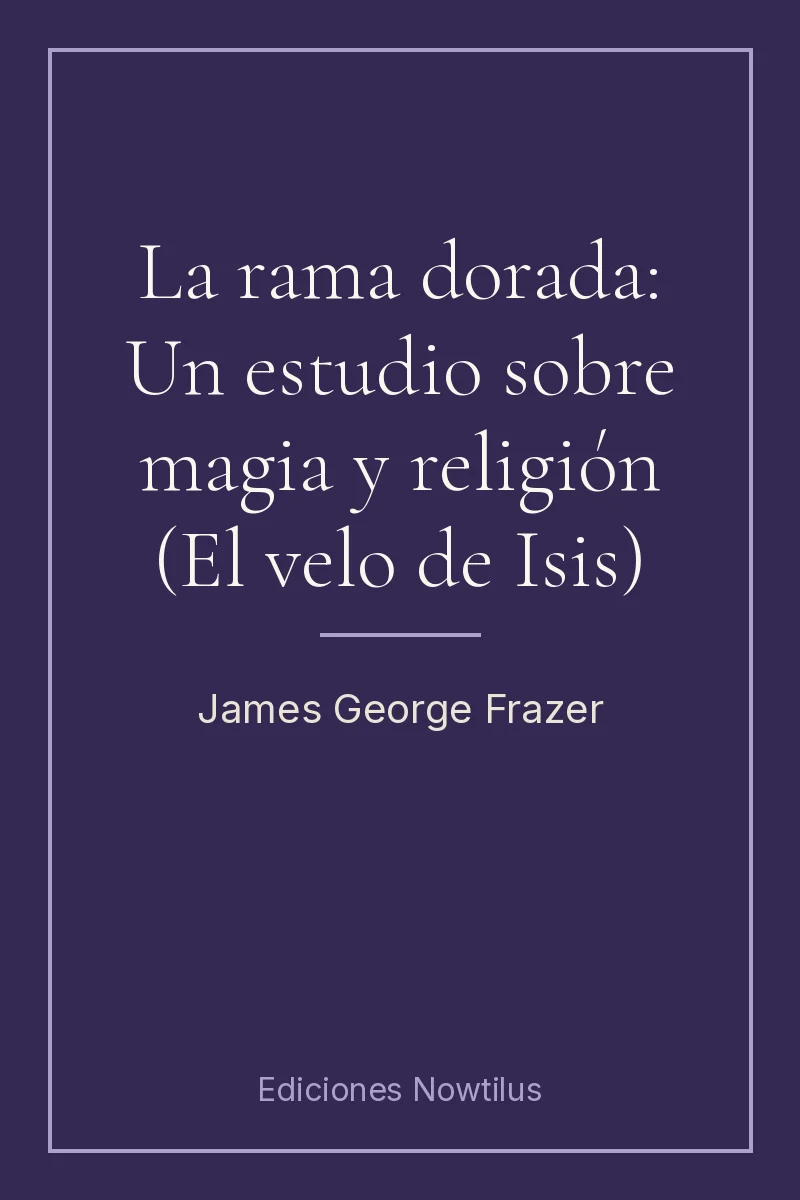 La rama dorada:
Un estudio sobre
magia y religión
(El velo de Isis)
James George Frazer
Ediciones Nowtilus